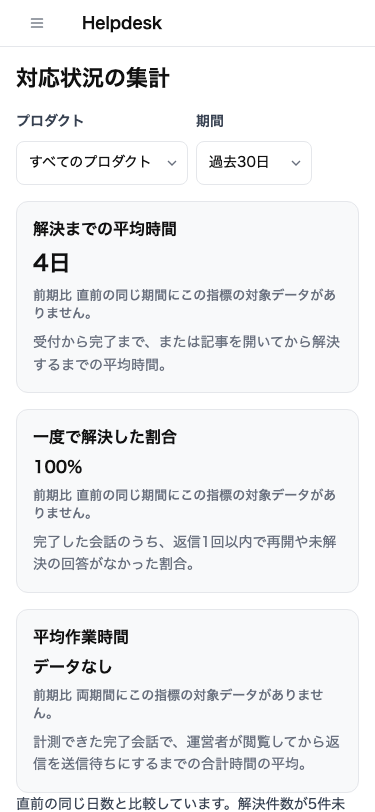 Helpdesk
対応状況の集計
プロダクト
期間
すべてのプロダクト
過去30日
解決までの平均時間
4日
前期比 直前の同じ期間にこの指標の対象データがあ
りません。
受付から完了まで、または記事を開いてから解決
するまでの平均時間。
一度で解決した割合
100%
前期比 直前の同じ期間にこの指標の対象データがあ
りません。
完了した会話のうち、返信1回以内で再開や未解
決の回答がなかった割合。
平均作業時間
データなし
前期比 両期間にこの指標の対象データがありませ
ん。
計測できた完了会話で、運営者が閲覧してから返
信を送信待ちにするまでの合計時間の平均。
直前の同じ日数と比較しています。解決件数が5件未